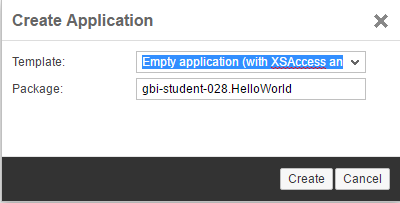 Create Application
Template: Empty application (with XSAccess an
Package: gbi-student-028.HelloWorld
Create Cancel